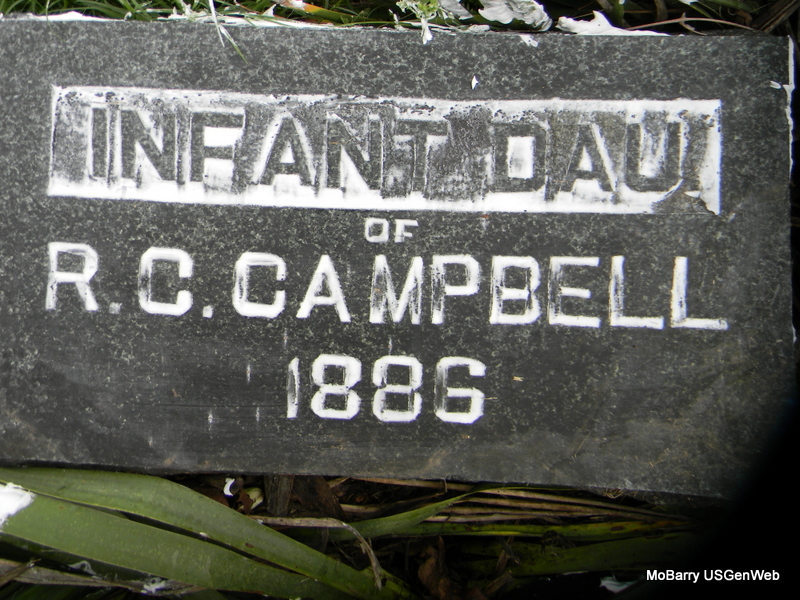 INFANT DAU.
OF
R. C. CAMPBELL
1886
MoBarry USGenWeb